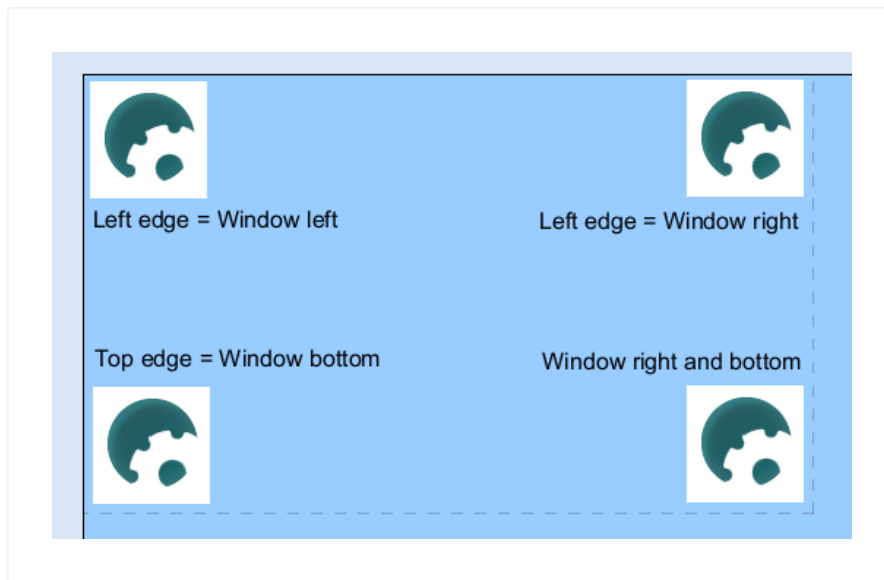 Left edge = Window left
Left edge = Window right
Top edge = Window bottom
Window right and bottom